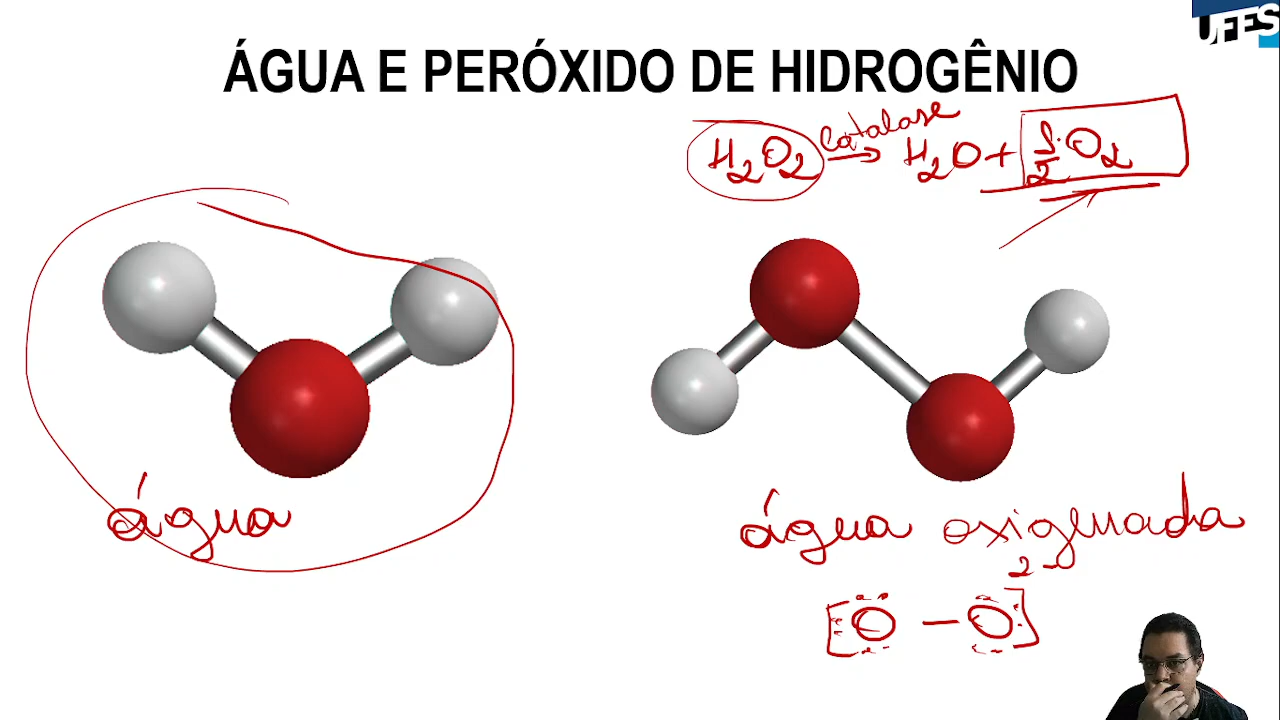 UFES
ÁGUA E PERÓXIDO DE HIDROGÊNIO
catalase
H₂O₂ → H₂O + 1/2 · O₂
água
água oxigenada
[O – O]²⁻